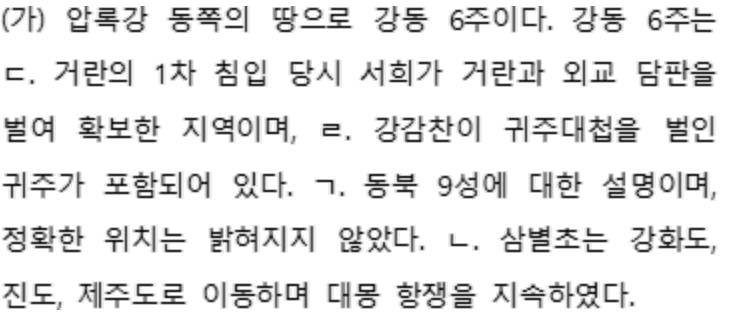 (가) 압록강 동쪽의 땅으로 강동 6주이다. 강동 6주는
ㄷ. 거란의 1차 침입 당시 서희가 거란과 외교 담판을
벌여 확보한 지역이며, ㄹ. 강감찬이 귀주대첩을 벌인
귀주가 포함되어 있다. ㄱ. 동북 9성에 대한 설명이며,
정확한 위치는 밝혀지지 않았다. ㄴ. 삼별초는 강화도,
진도, 제주도로 이동하며 대몽 항쟁을 지속하였다.